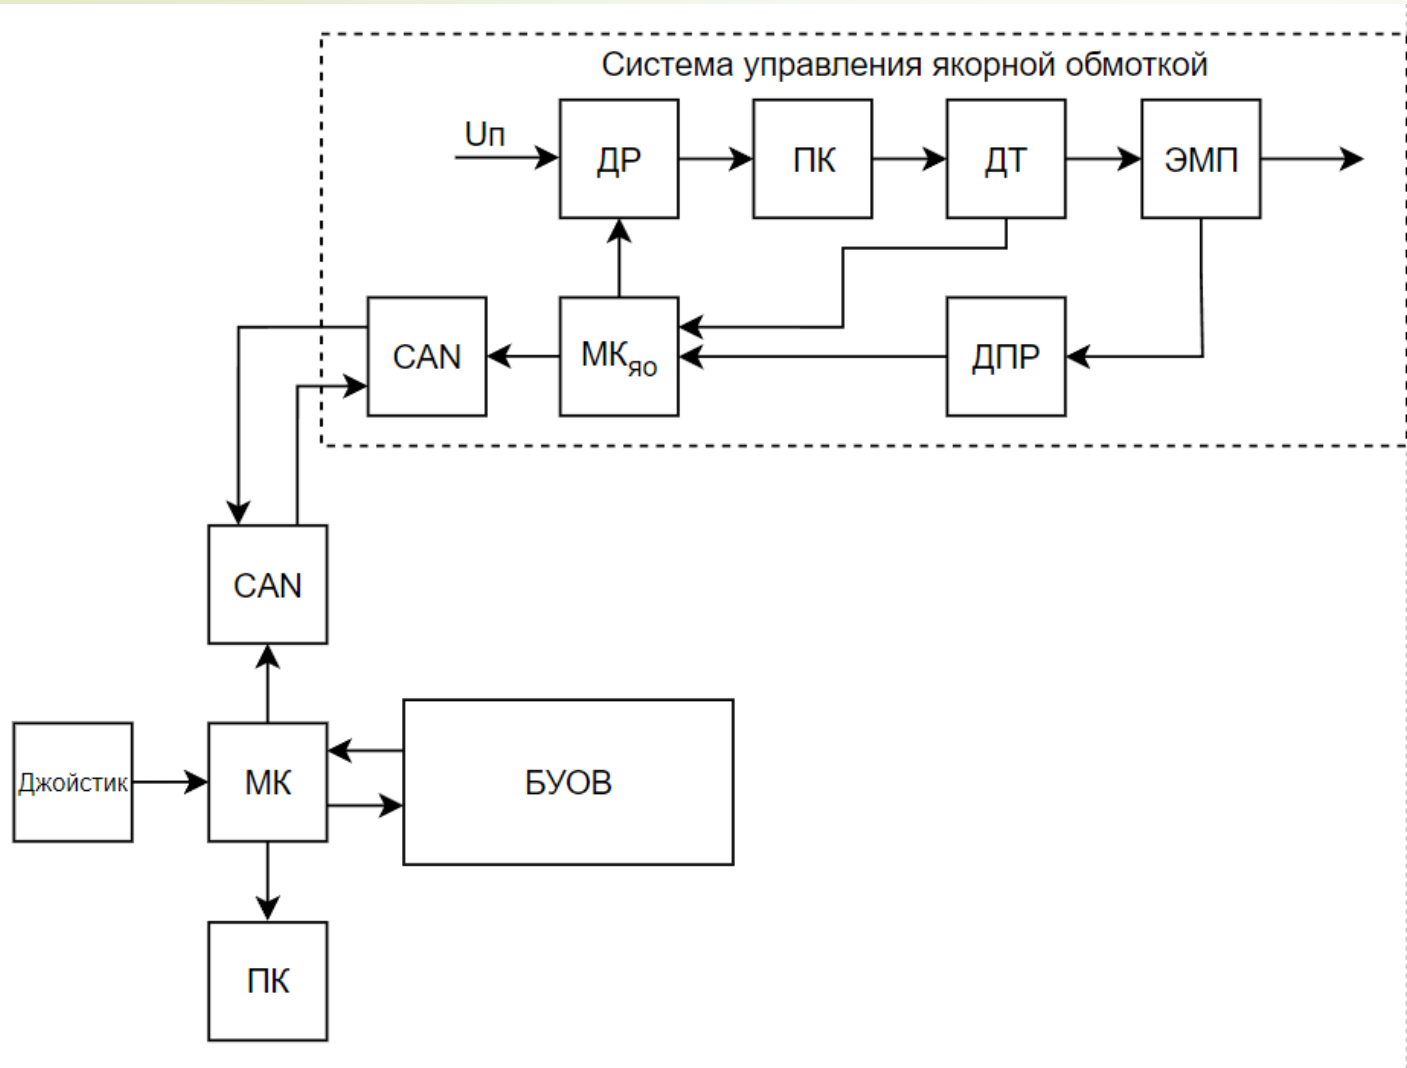 Система управления якорной обмоткой
Uп
ДР
ПК
ДТ
ЭМП
CAN
МКяо
ДПР
CAN
Джойстик
МК
БУОВ
ПК